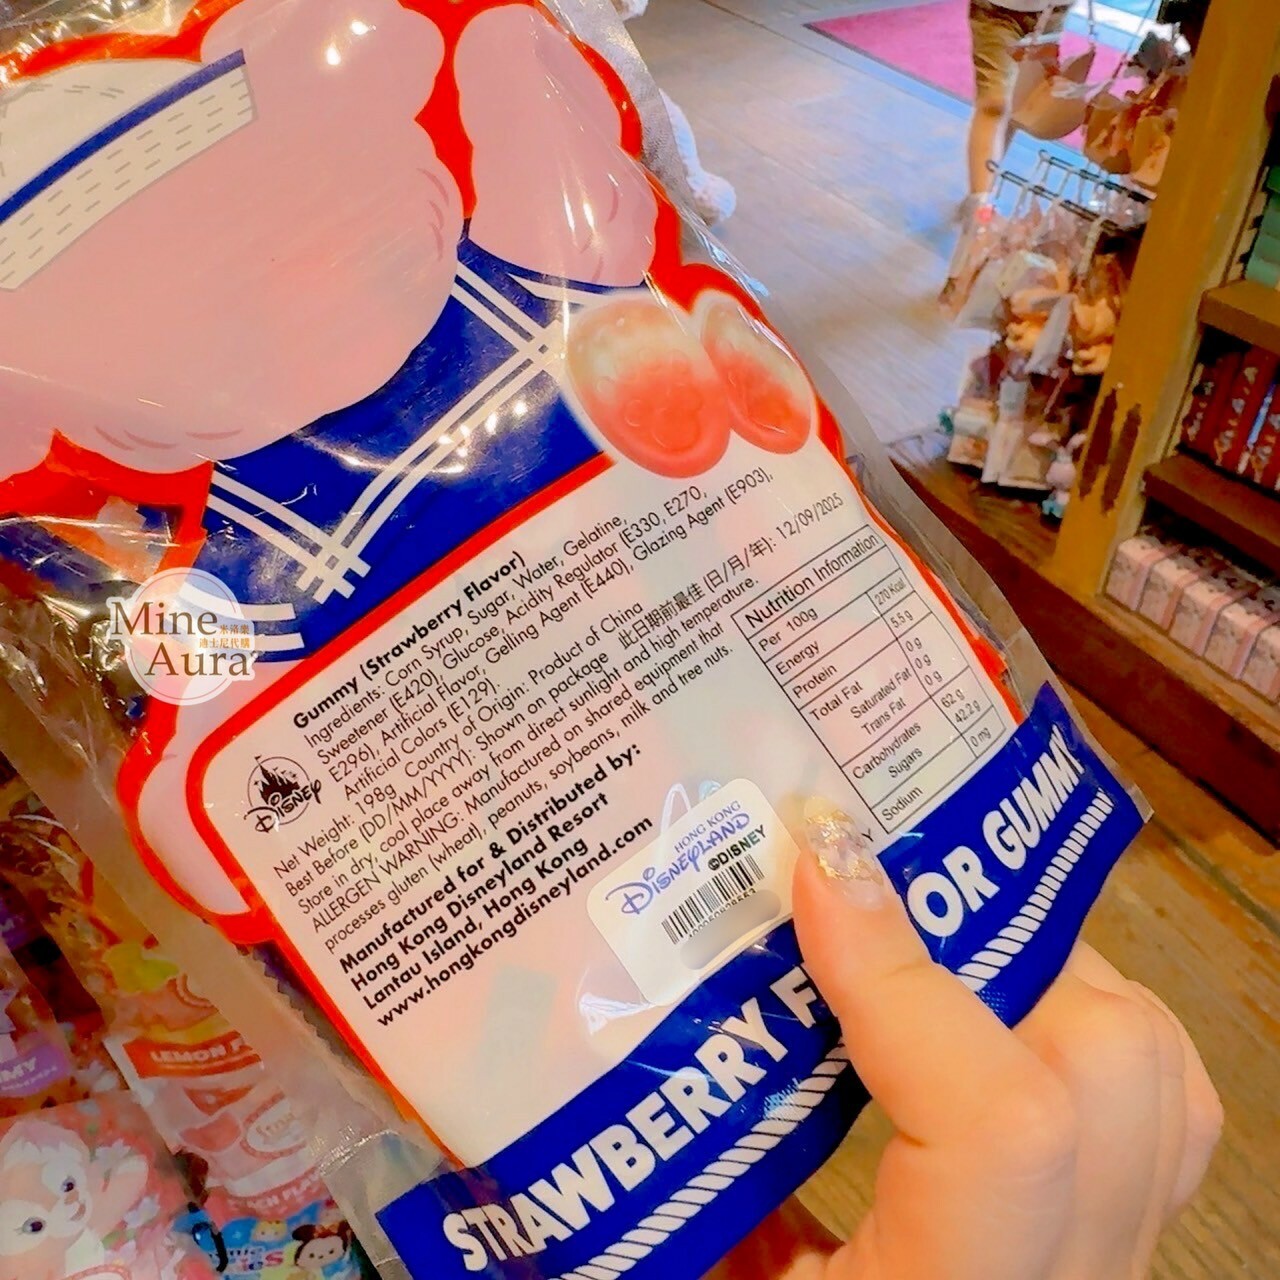 Gummy (Strawberry Flavor)
Ingredients: Corn Syrup, Sugar, Water, Gelatine,
Sweetener (E420), Glucose, Acidity Regulator (E330, E270,
E296), Artificial Flavor, Gelling Agent (E440), Glazing Agent (E903),
Artificial Colors (E129).
Net Weight: 198g Country of Origin: Product of China
Best Before (DD/MM/YYYY): Shown on package 此日期前最佳 (日/月/年): 12/09/2025
Store in dry, cool place away from direct sunlight and high temperature.
ALLERGEN WARNING: Manufactured on shared equipment that
processes gluten (wheat), peanuts, soybeans, milk and tree nuts.
Manufactured for & Distributed by:
Hong Kong Disneyland Resort
Lantau Island, Hong Kong
www.hongkongdisneyland.com
DISNEY
Nutrition Information
Per 100g
Energy 270 Kcal
Protein 5.5 g
Total Fat 0 g
Saturated Fat 0 g
Trans Fat 0 g
Carbohydrates 62 g
Sugars 42.2 g
Sodium 0 mg
HONG KONG
DISNEYLAND
©DISNEY
STRAWBERRY F
OR GUMMY
Mine
Aura
迪士尼代購
LEMON F